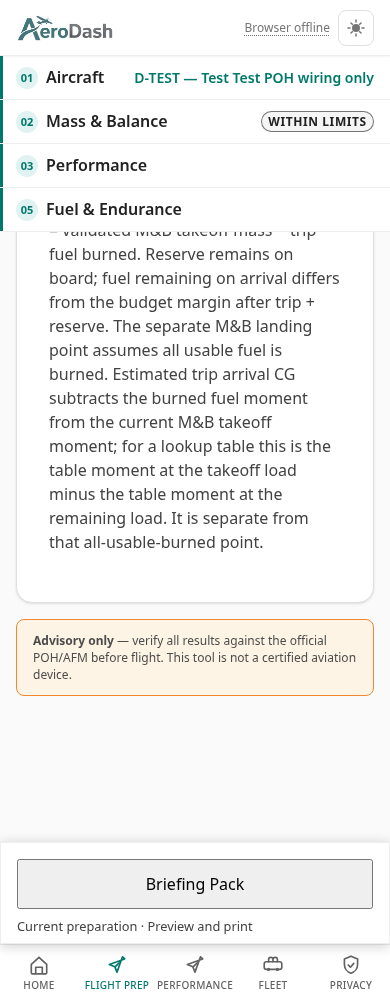 AeroDash
Browser offline
01 Aircraft D-TEST — Test Test POH wiring only
02 Mass & Balance WITHIN LIMITS
03 Performance
05 Fuel & Endurance
fuel burned. Reserve remains on
board; fuel remaining on arrival differs
from the budget margin after trip +
reserve. The separate M&B landing
point assumes all usable fuel is
burned. Estimated trip arrival CG
subtracts the burned fuel moment
from the current M&B takeoff
moment; for a lookup table this is the
table moment at the takeoff load
minus the table moment at the
remaining load. It is separate from
that all-usable-burned point.
Advisory only — verify all results against the official
POH/AFM before flight. This tool is not a certified aviation
device.
Briefing Pack
Current preparation · Preview and print
HOME FLIGHT PREP PERFORMANCE FLEET PRIVACY